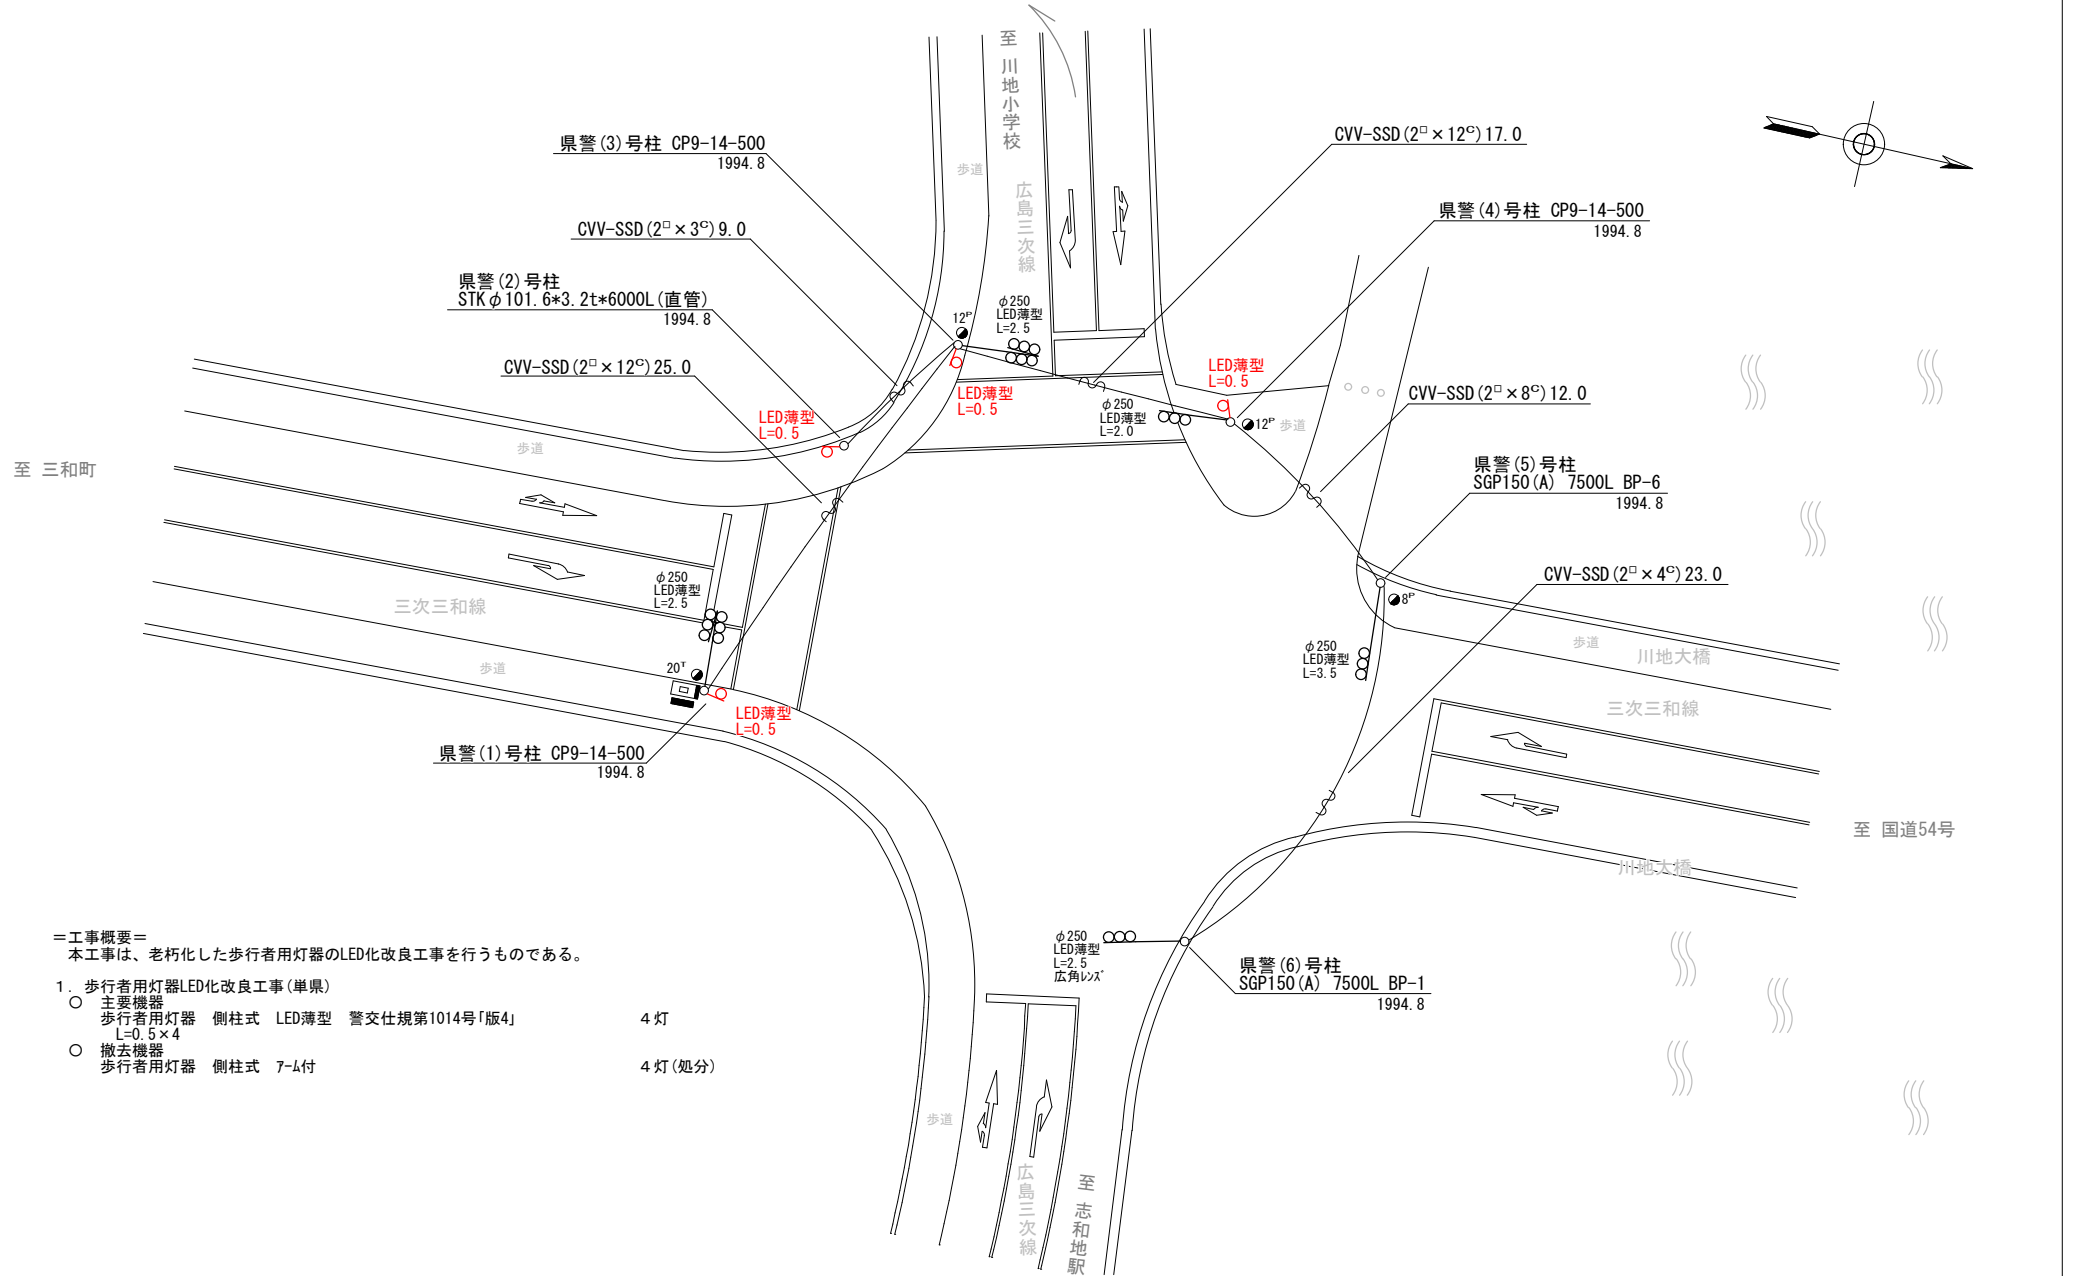 至 川地小学校
歩道
広島三次線
県警(3)号柱 CP9-14-500
1994.8
CVV-SSD(2□×12C)17.0
県警(4)号柱 CP9-14-500
1994.8
CVV-SSD(2□×3C)9.0
県警(2)号柱
STKφ101.6*3.2t*6000L(直管)
1994.8
CVV-SSD(2□×12C)25.0
12P
φ250
LED薄型
L=2.5
LED薄型
L=0.5
LED薄型
L=0.5
LED薄型
L=0.5
φ250
LED薄型
L=2.0
12P
歩道
CVV-SSD(2□×8C)12.0
県警(5)号柱
SGP150(A) 7500L BP-6
1994.8
至 三和町
歩道
CVV-SSD(2□×4C)23.0
8P
φ250
LED薄型
L=2.5
三次三和線
歩道
20T
LED薄型
L=0.5
県警(1)号柱 CP9-14-500
1994.8
φ250
LED薄型
L=3.5
歩道
川地大橋
三次三和線
至 国道54号
川地大橋
φ250
LED薄型
L=2.5
広角レンズ
県警(6)号柱
SGP150(A) 7500L BP-1
1994.8
=工事概要=
本工事は、老朽化した歩行者用灯器のLED化改良工事を行うものである。
1. 歩行者用灯器LED化改良工事(単県)
○ 主要機器
歩行者用灯器 側柱式 LED薄型 警交仕規第1014号「版4」 4灯
L=0.5×4
○ 撤去機器
歩行者用灯器 側柱式 アーム付 4灯(処分)
歩道
広島三次線
至 志和地駅